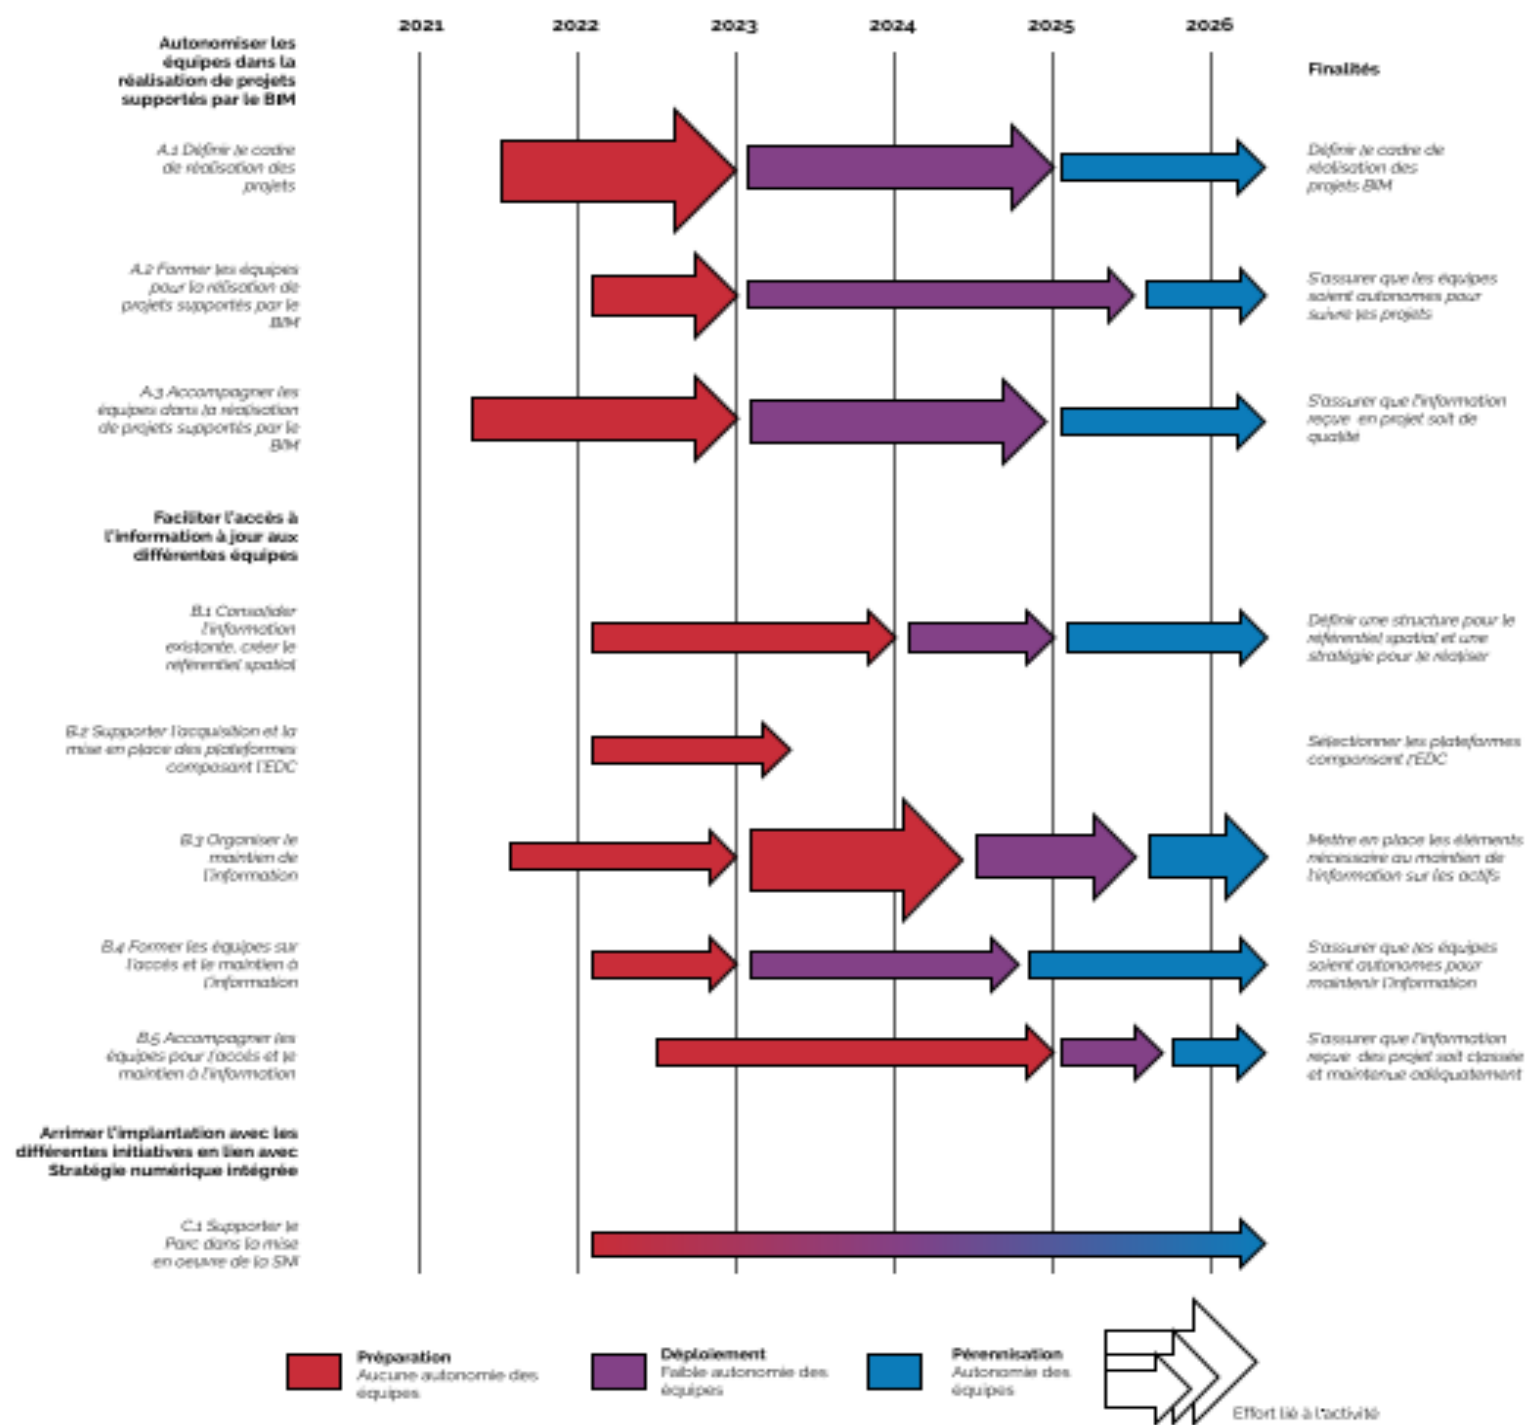 2021 2022 2023 2024 2025 2026
Autonomiser les
équipes dans la
réalisation de projets
supportés par le BIM
Finalités
A.1 Définir le cadre
de réalisation des
projets
Définir le cadre de
réalisation des
projets BIM
A.2 Former les équipes
pour la rélisation de
projets supportés par le
BIM
S'assurer que les équipes
soient autonomes pour
suivre les projets
A.3 Accompagner les
équipes dans la réalisation
de projets supportés par le
BIM
S'assurer que l'information
reçue en projet soit de
qualité
Faciliter l'accès à
l'information à jour aux
différentes équipes
B.1 Consolider
l'information
existante, créer le
référentiel spatial
Définir une structure pour le
référentiel spatial et une
stratégie pour le réaliser
B.2 Supporter l'acquisition et la
mise en place des plateformes
composant l'EDC
Sélectionner les plateformes
componsant l'EDC
B.3 Organiser le
maintien de
l'information
Mettre en place les éléments
nécessaire au maintien de
l'information sur les actifs
B.4 Former les équipes sur
l'accès et le maintien à
l'information
S'assurer que les équipes
soient autonomes pour
maintenir l'information
B.5 Accompagner les
équipes pour l'accès et le
maintien à l'information
S'assurer que l'information
reçue des projet soit classée
et maintenue adéquatement
Arrimer l'implantation avec les
différentes initiatives en lien avec
Stratégie numérique intégrée
C.1 Supporter le
Parc dans la mise
en oeuvre de la SNI
Préparation
Aucune autonomie des
équipes
Déploiement
Faible autonomie des
équipes
Pérennisation
Autonomie des
équipes
Effort lié à l'activité